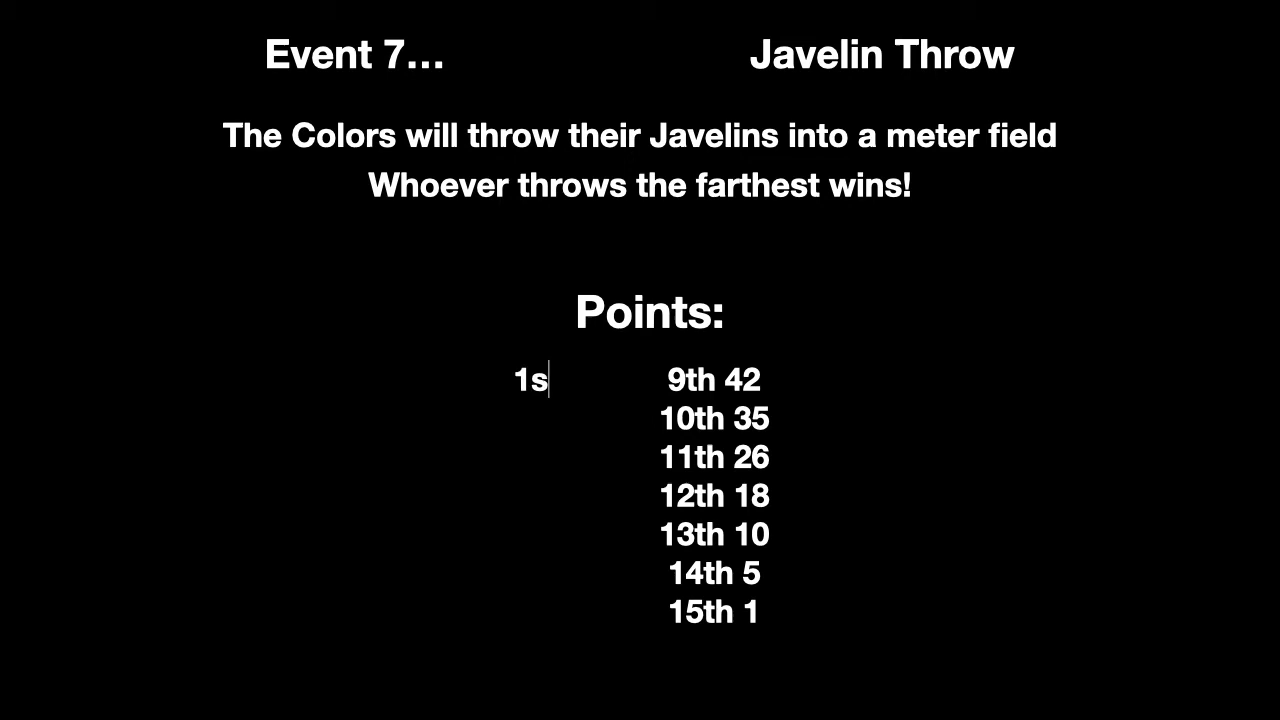 Event 7... Javelin Throw
The Colors will throw their Javelins into a meter field
Whoever throws the farthest wins!
Points:
1s
9th 42
10th 35
11th 26
12th 18
13th 10
14th 5
15th 1